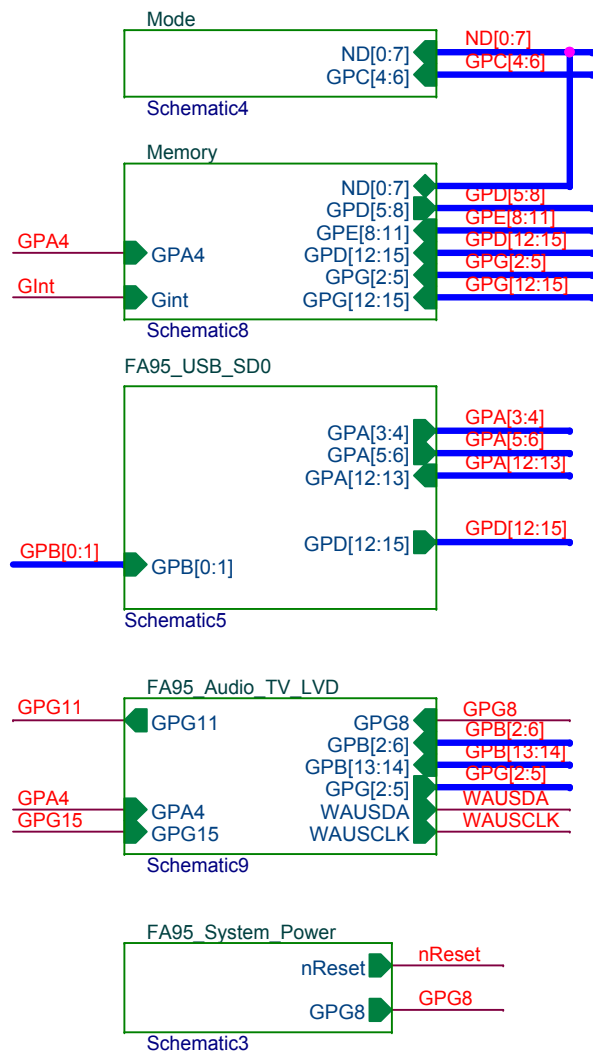 Mode
ND[0:7] ND[0:7]
GPC[4:6] GPC[4:6]
Schematic4
Memory
ND[0:7]
GPD[5:8] GPD[5:8]
GPE[8:11] GPE[8:11]
GPA4 GPA4 GPD[12:15] GPD[12:15]
GPG[2:5] GPG[2:5]
GInt Gint GPG[12:15] GPG[12:15]
Schematic8
FA95_USB_SD0
GPA[3:4] GPA[3:4]
GPA[5:6] GPA[5:6]
GPA[12:13] GPA[12:13]
GPD[12:15] GPD[12:15]
GPB[0:1] GPB[0:1]
Schematic5
FA95_Audio_TV_LVD
GPG11 GPG11 GPG8 GPG8
GPB[2:6] GPB[2:6]
GPB[13:14] GPB[13:14]
GPG[2:5] GPG[2:5]
GPA4 GPA4 WAUSDA WAUSDA
GPG15 GPG15 WAUSCLK WAUSCLK
Schematic9
FA95_System_Power
nReset nReset
GPG8 GPG8
Schematic3